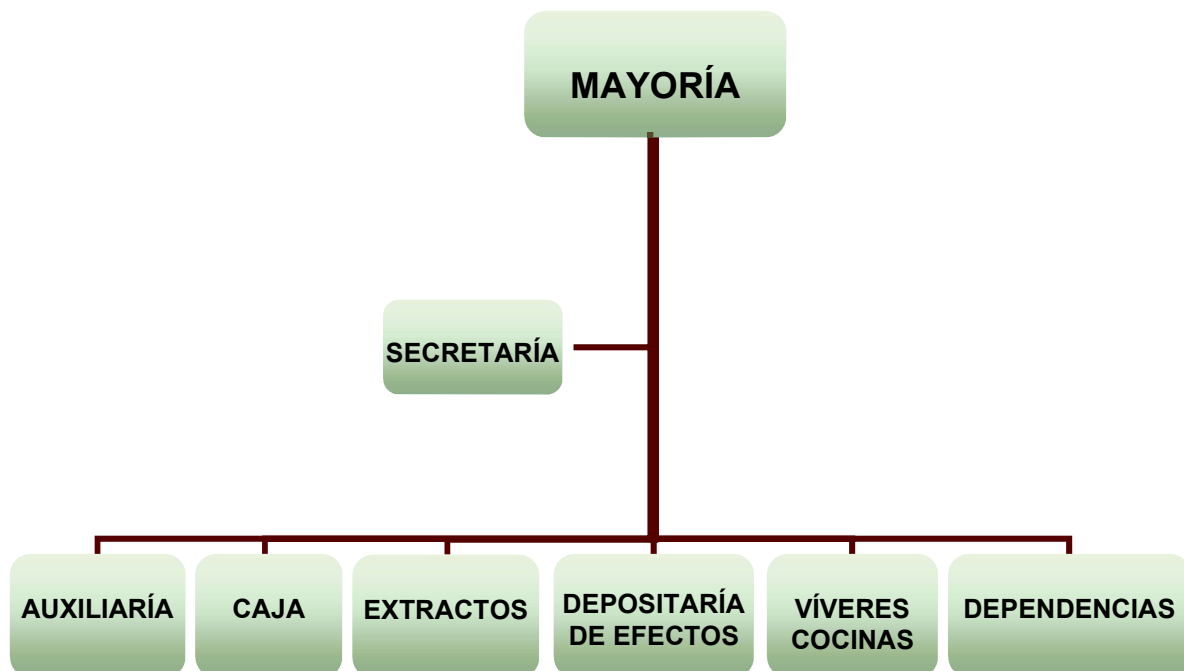 MAYORÍA
SECRETARÍA
AUXILIARÍA
CAJA
EXTRACTOS
DEPOSITARÍA
DE EFECTOS
VÍVERES
COCINAS
DEPENDENCIAS